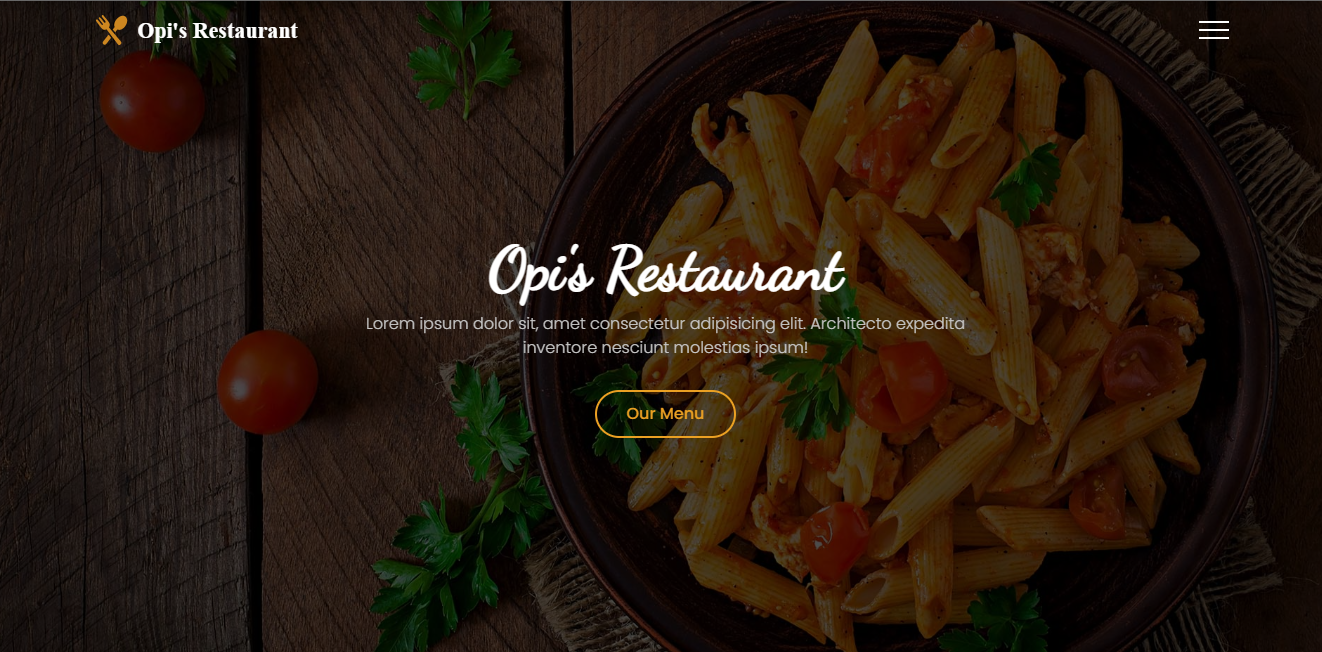 Opi's Restaurant
Opi's Restaurant
Lorem ipsum dolor sit, amet consectetur adipisicing elit. Architecto expedita
inventore nesciunt molestias ipsum!
Our Menu